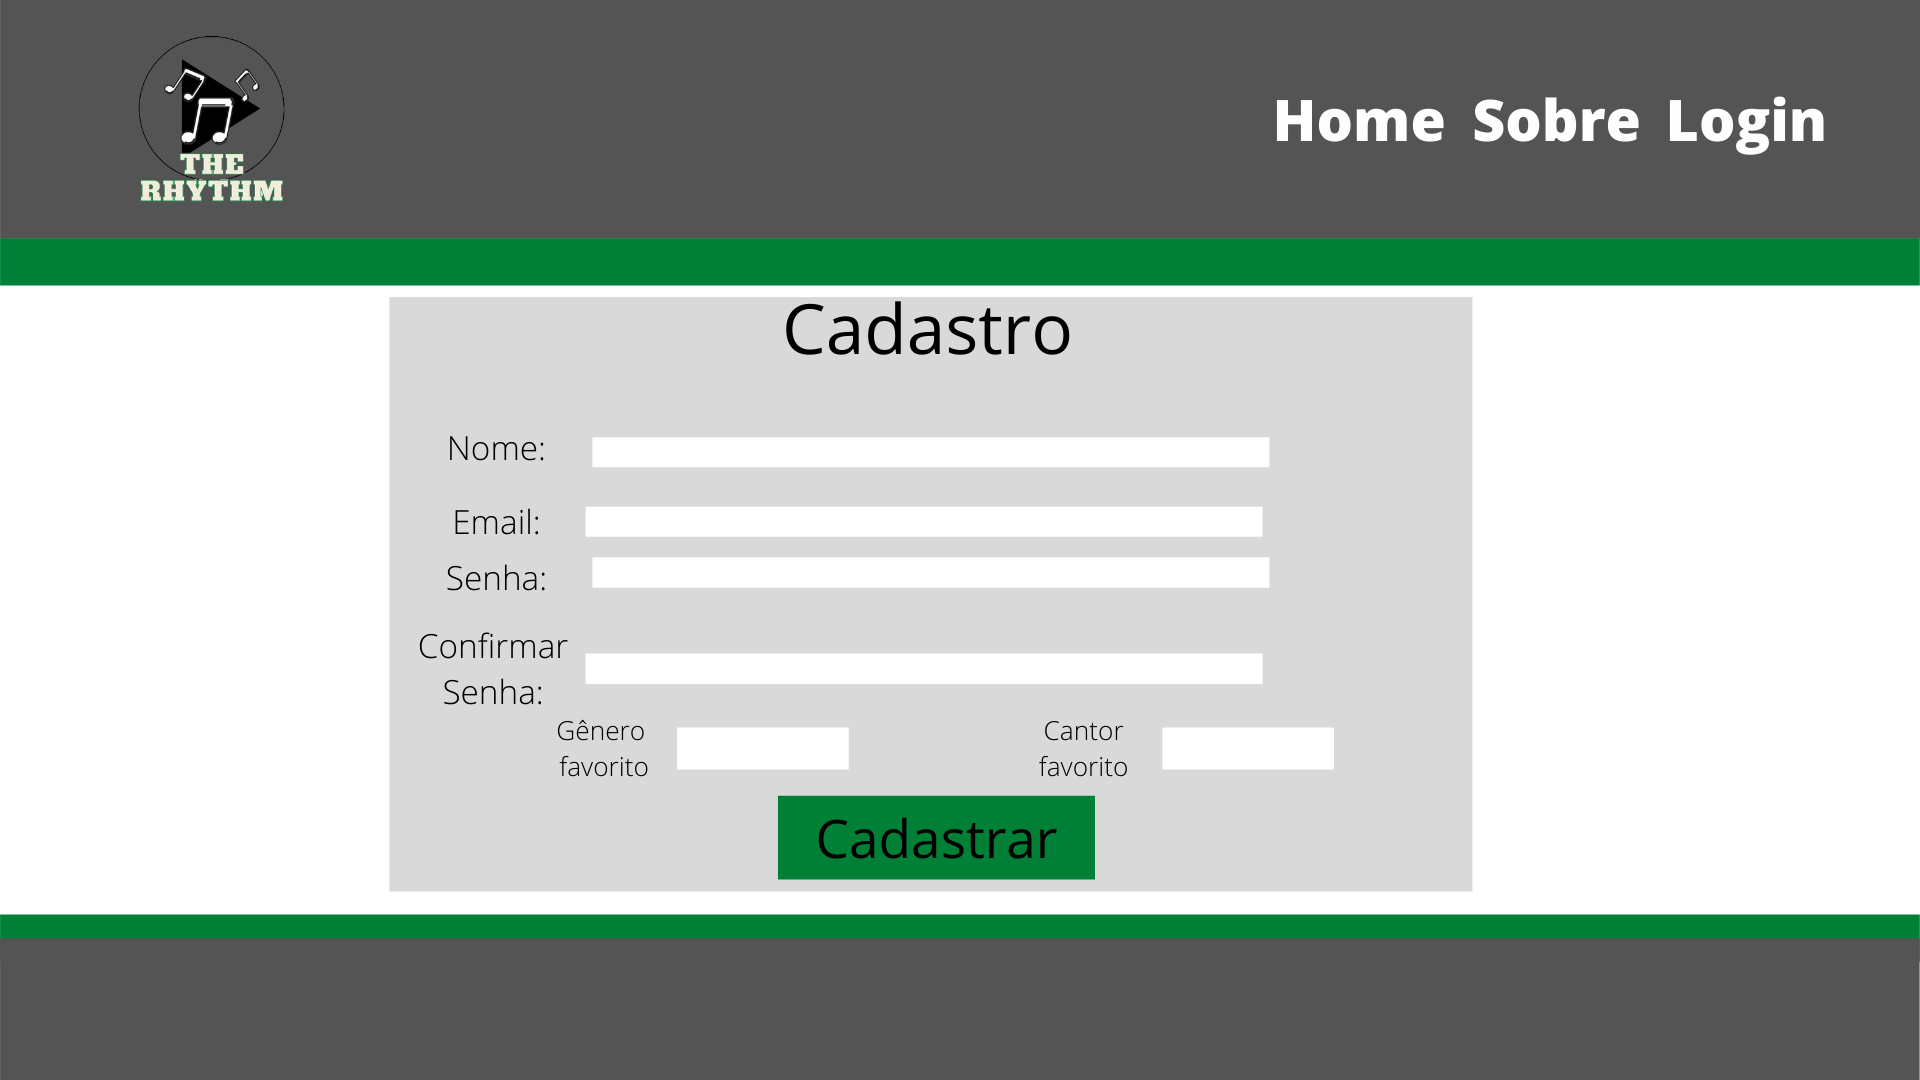 THE
RHYTHM
Home Sobre Login
Cadastro
Nome:
Email:
Senha:
Confirmar
Senha:
Gênero
favorito
Cantor
favorito
Cadastrar